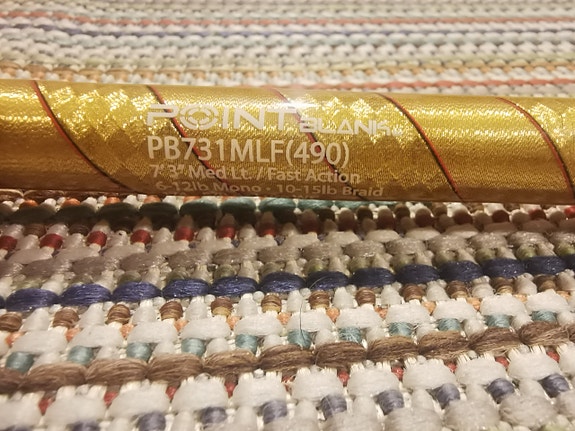 POINT BLANK
PB731MLF(490)
7'3" Med Lt. / Fast Action
6-12lb Mono - 10-15lb Braid